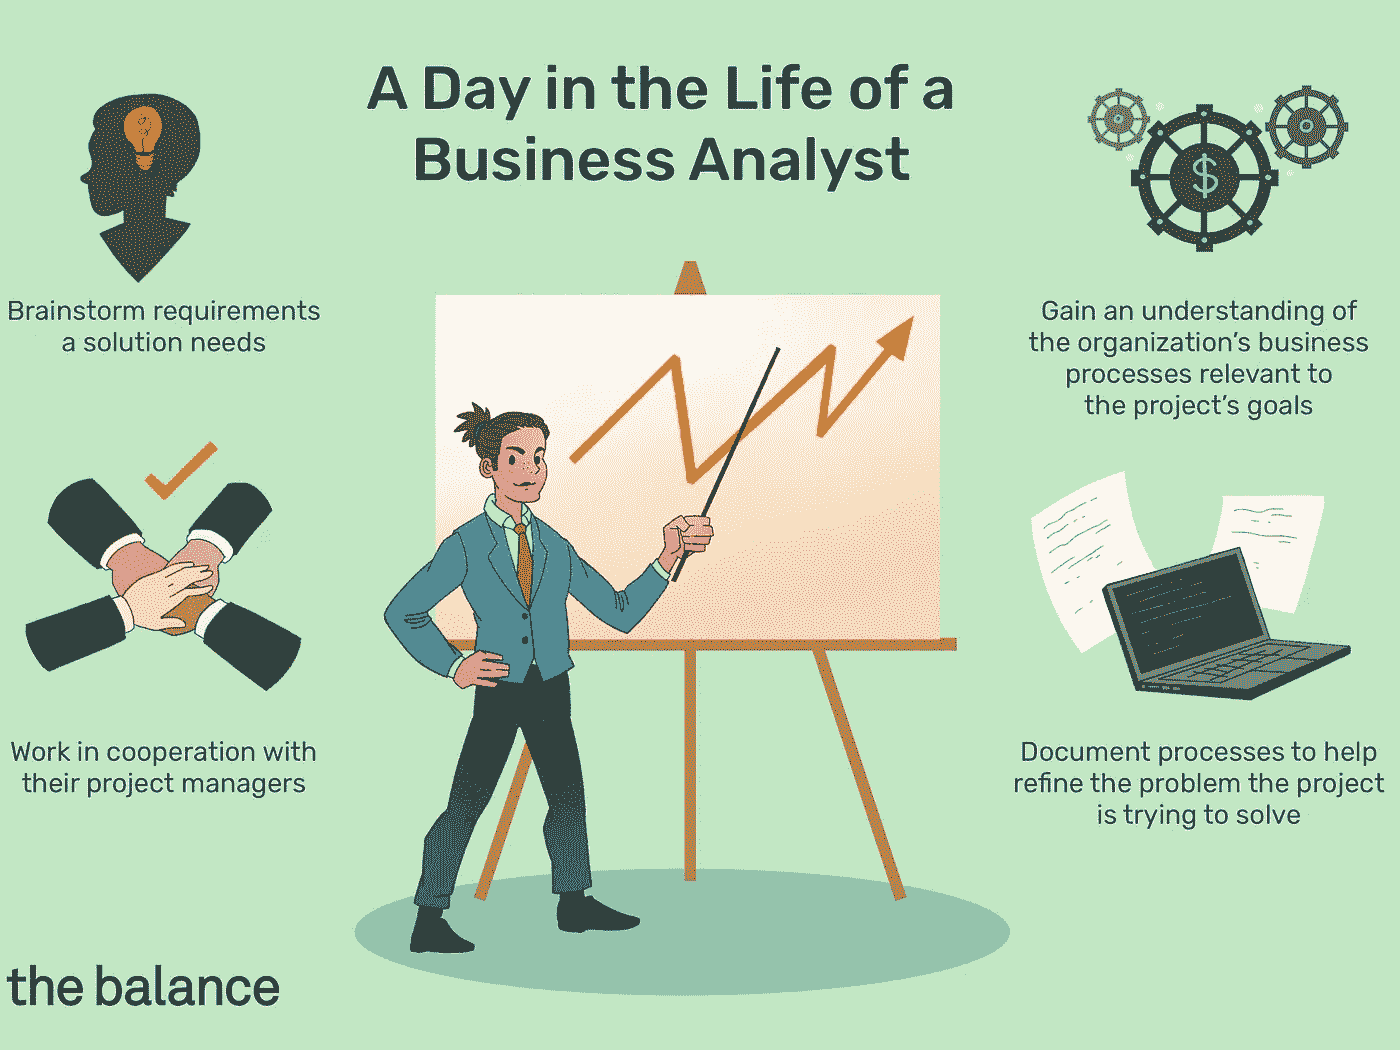 A Day in the Life of a
Business Analyst
Brainstorm requirements
a solution needs
Gain an understanding of
the organization's business
processes relevant to
the project's goals
$
Work in cooperation with
their project managers
Document processes to help
refine the problem the project
is trying to solve
the balance